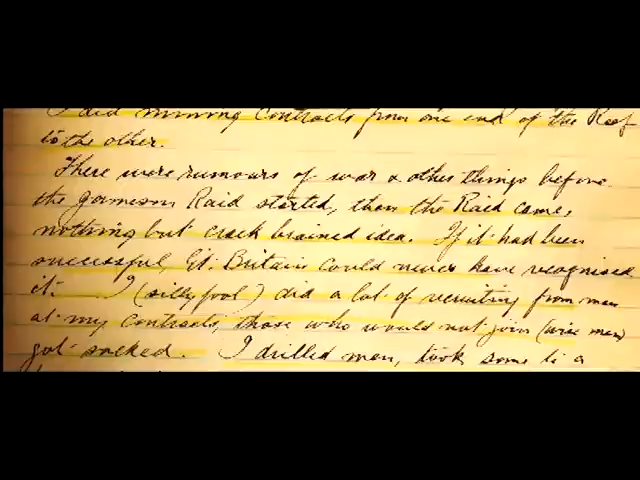 I did mining contracts from one end of the Reef
to the other.
There were rumours of war & other things before
the Jameson Raid started, then the Raid came,
nothing but crack brained idea. If it had been
successful, Gt. Britain could never have recognised
it. I (silly fool) did a lot of recruiting from men
at my contracts, those who would not join (wise men)
got sacked. I drilled men, took some to a